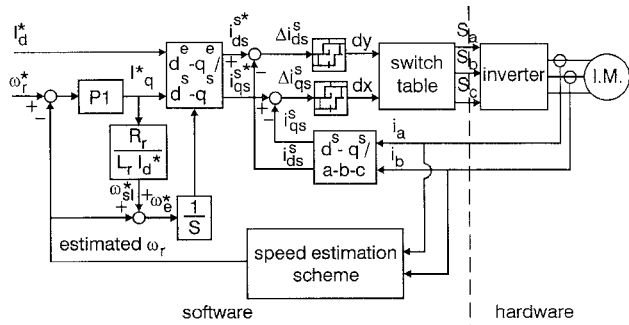 I*d
ω*r
+
−
P1
I*q
Rr
Lr Id*
ω*sl
+
+
ω*e
1
S
estimated ωr
d^e-q^e/
d^s-q^s
i^s*ds
i^s*qs
+
−
+
−
Δi^s ds
Δi^s qs
dy
dx
switch
table
Sa
Sb
Sc
inverter
I.M.
i^s qs
i^s ds
d^s-q^s/
a-b-c
ia
ib
speed estimation
scheme
software
hardware